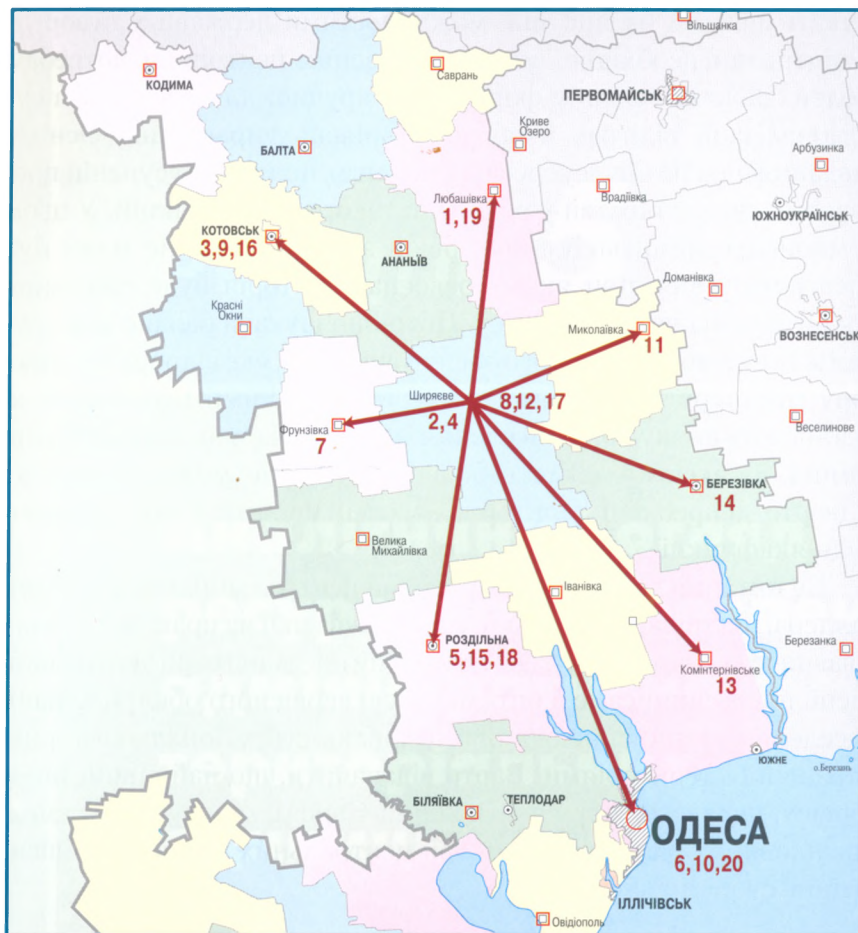 Вільшанка
Саврань
КОДИМА
ПЕРВОМАЙСЬК
Криве
Озеро
БАЛТА
Арбузинка
Любашівка
1,19
Врадіївка
ЮЖНОУКРАЇНСЬК
КОТОВСЬК
3,9,16
АНАНЬЇВ
Доманівка
Красні
Окни
Миколаївка
11
ВОЗНЕСЕНСЬК
Ширяєве
2,4
8,12,17
Веселинове
Фрунзівка
7
БЕРЕЗІВКА
14
Велика
Михайлівка
Іванівка
РОЗДІЛЬНА
5,15,18
Березанка
Комінтернівське
13
ЮЖНЕ
о.Березань
БІЛЯЇВКА
ТЕПЛОДАР
ОДЕСА
6,10,20
ІЛЛІЧІВСЬК
Овідіополь